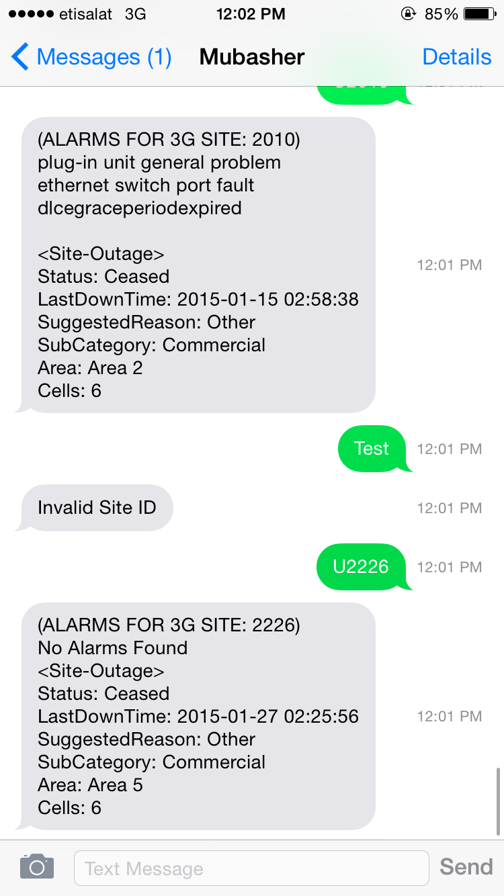 etisalat 3G 12:02 PM 85%
Messages (1) Mubasher Details
(ALARMS FOR 3G SITE: 2010)
plug-in unit general problem
ethernet switch port fault
dlcegraceperiodexpired
<Site-Outage>
Status: Ceased
LastDownTime: 2015-01-15 02:58:38
SuggestedReason: Other
SubCategory: Commercial
Area: Area 2
Cells: 6
12:01 PM
Test 12:01 PM
Invalid Site ID 12:01 PM
U2226 12:01 PM
(ALARMS FOR 3G SITE: 2226)
No Alarms Found
<Site-Outage>
Status: Ceased
LastDownTime: 2015-01-27 02:25:56
SuggestedReason: Other
SubCategory: Commercial
Area: Area 5
Cells: 6
12:01 PM
Text Message Send